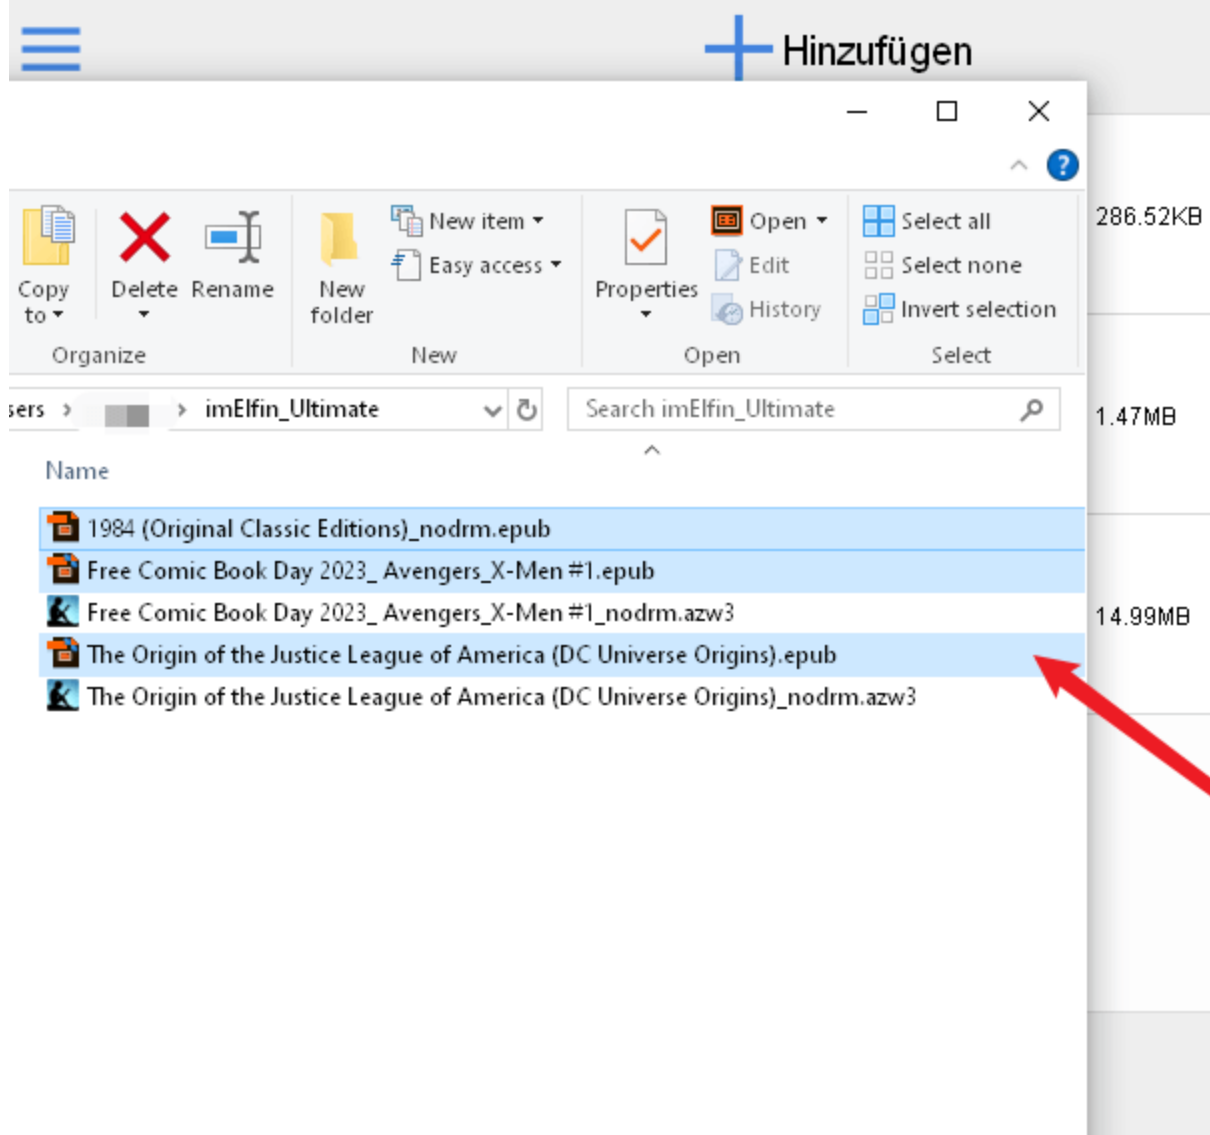 Hinzufügen
?
Copy to
Delete
Rename
New folder
New item
Easy access
Properties
Open
Edit
History
Select all
Select none
Invert selection
Organize
New
Open
Select
286.52KB
sers > > imElfin_Ultimate
Search imElfin_Ultimate
1.47MB
Name
1984 (Original Classic Editions)_nodrm.epub
Free Comic Book Day 2023_ Avengers_X-Men #1.epub
Free Comic Book Day 2023_ Avengers_X-Men #1_nodrm.azw3
14.99MB
The Origin of the Justice League of America (DC Universe Origins).epub
The Origin of the Justice League of America (DC Universe Origins)_nodrm.azw3